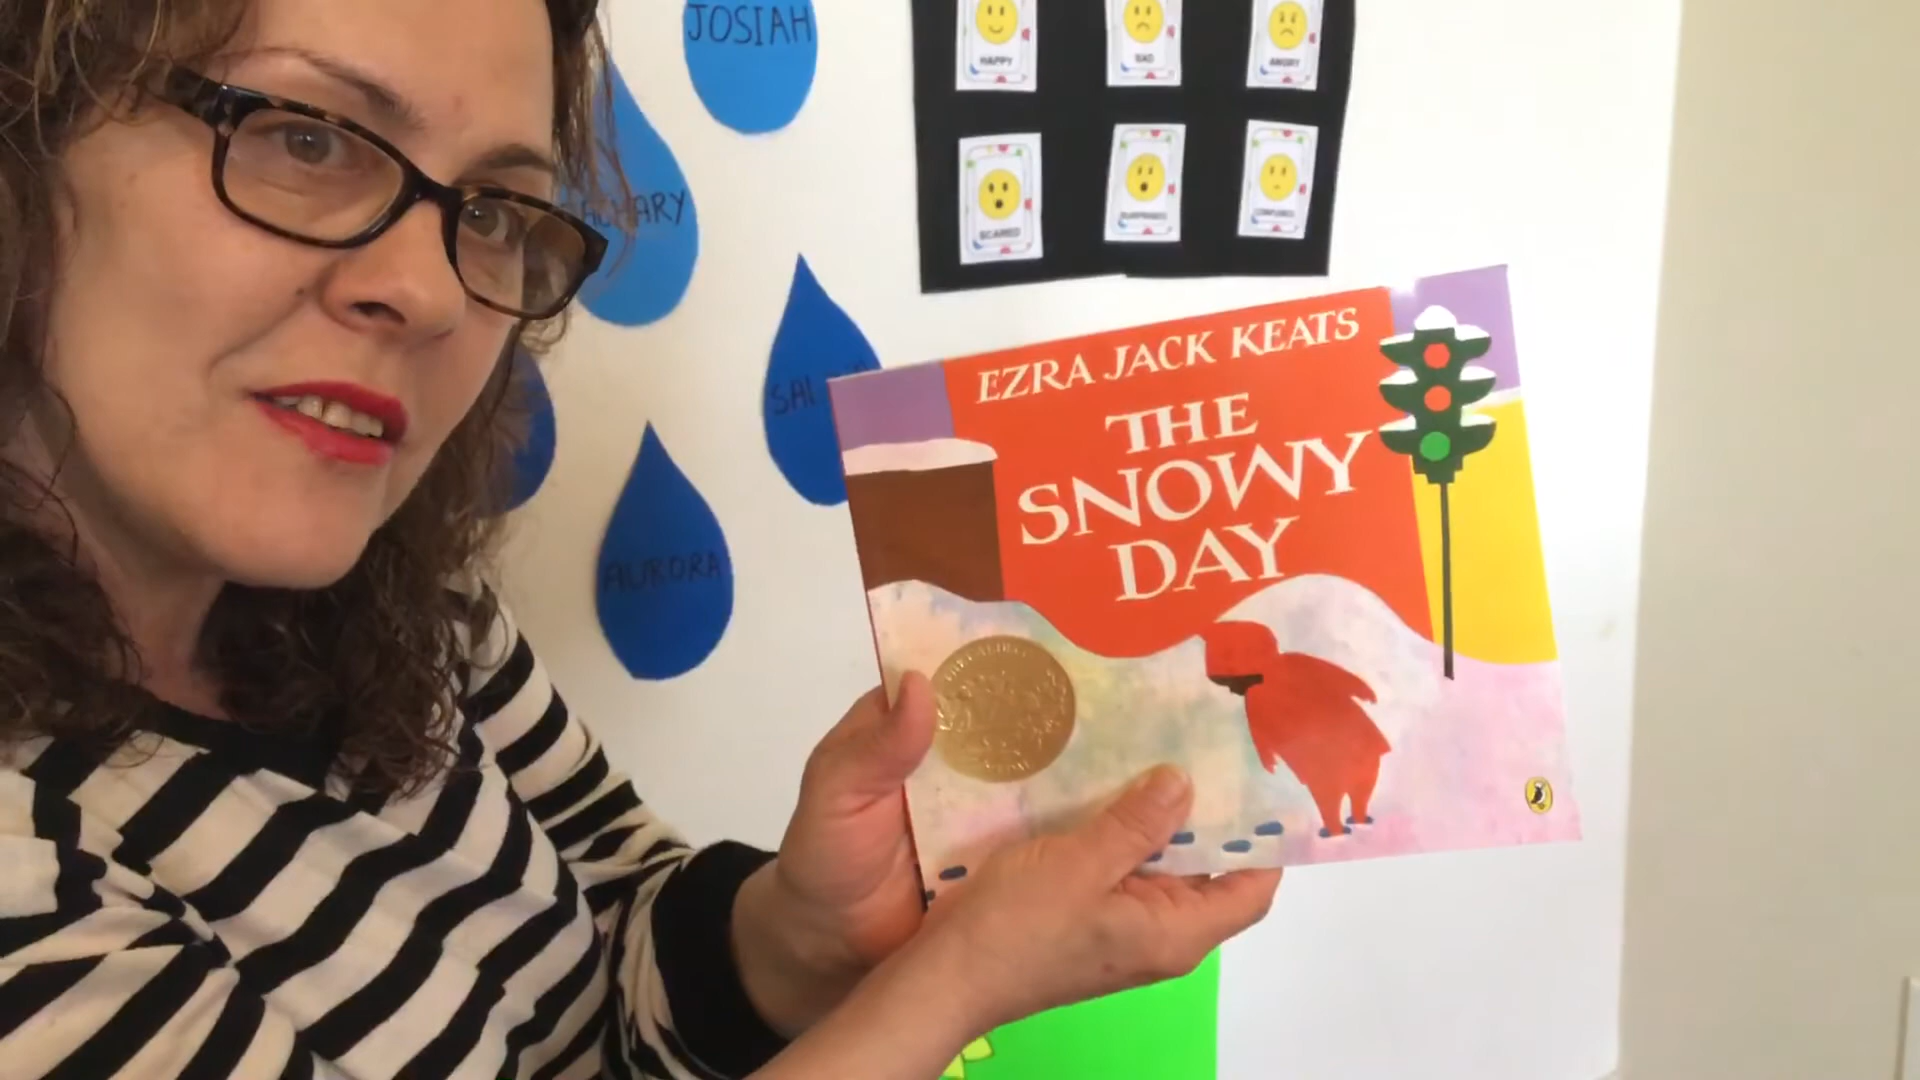 JOSIAH
HAPPY
SAD
ANGRY
SCARED
SURPRISED
CONFUSED
AURORA
EZRA JACK KEATS
THE
SNOWY
DAY